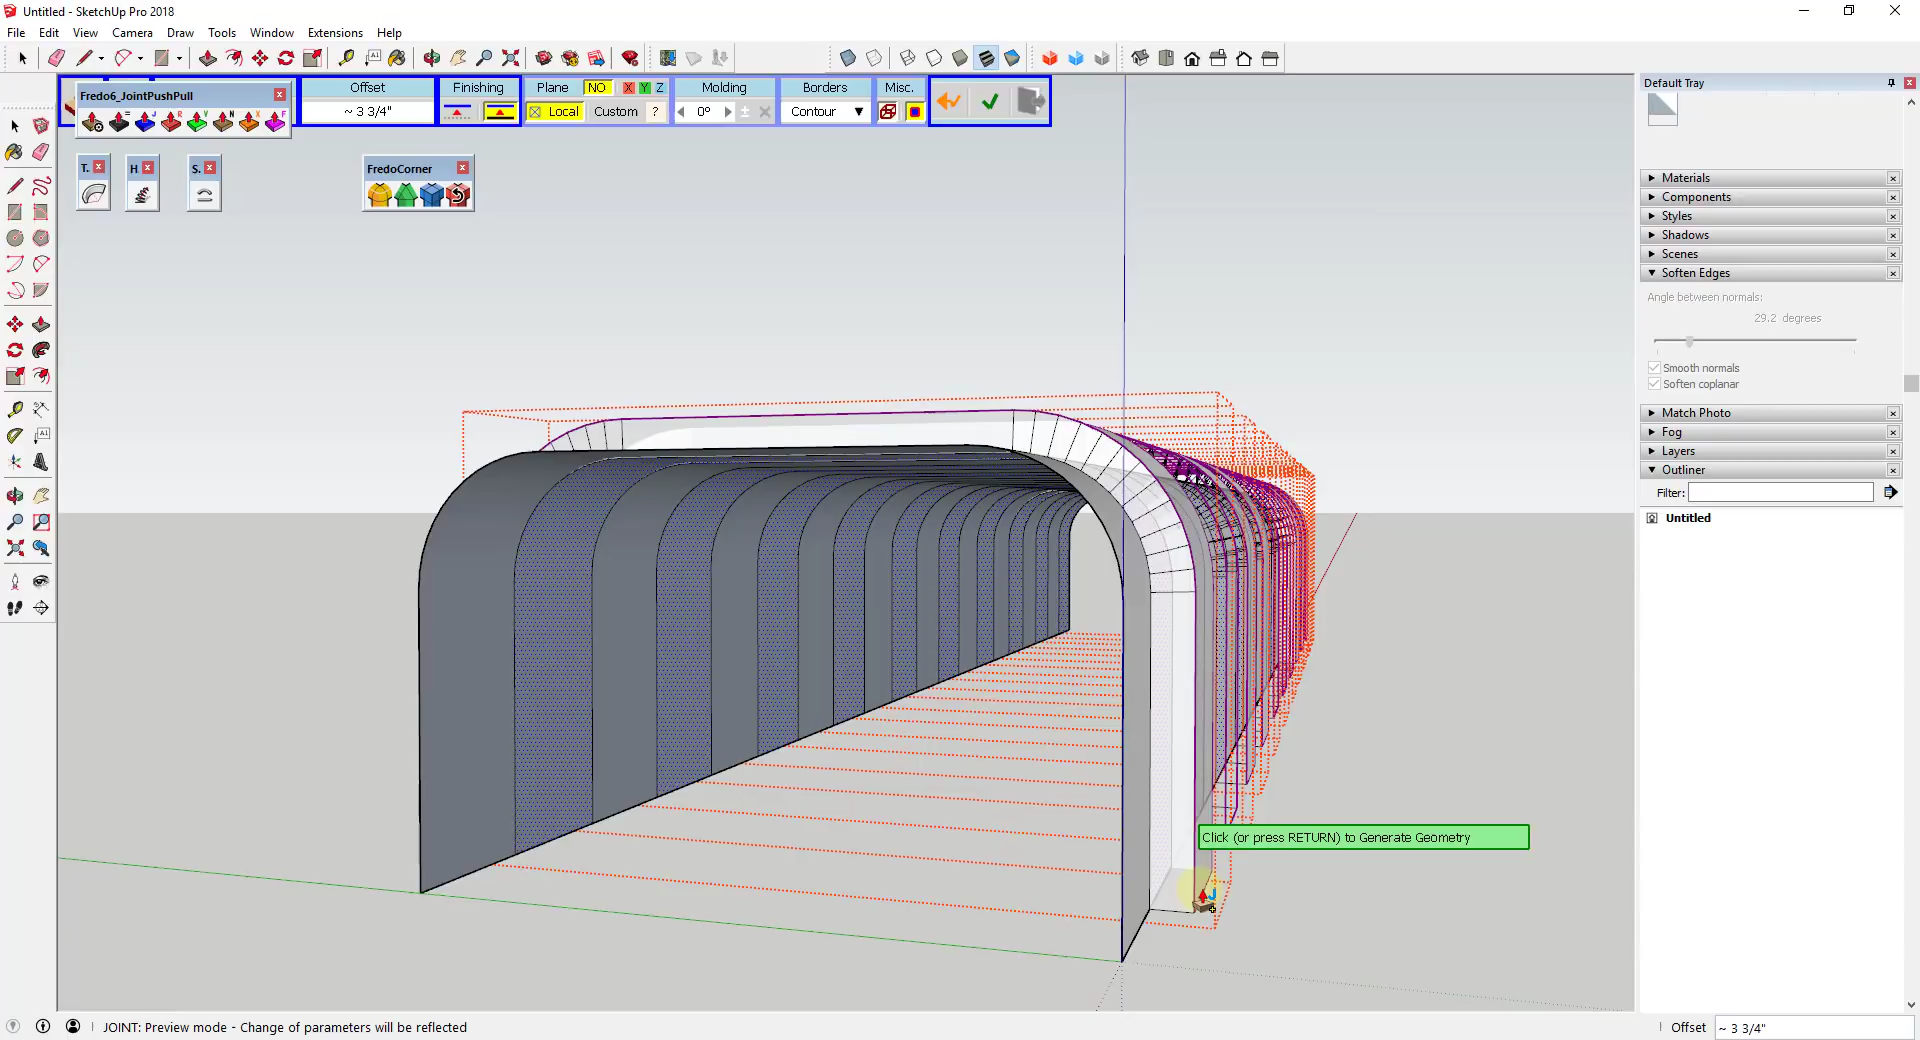 Untitled - SketchUp Pro 2018
File Edit View Camera Draw Tools Window Extensions Help
Fredo6_JointPushPull
Offset
~ 3 3/4"
Finishing
Plane NO X Y Z
Local Custom ?
Molding
0º
Borders
Contour
Misc.
T.
H
S.
FredoCorner
Default Tray
Materials
Components
Styles
Shadows
Scenes
Soften Edges
Angle between normals:
29.2 degrees
Smooth normals
Soften coplanar
Match Photo
Fog
Layers
Outliner
Filter:
Untitled
Click (or press RETURN) to Generate Geometry
JOINT: Preview mode - Change of parameters will be reflected
Offset ~ 3 3/4"